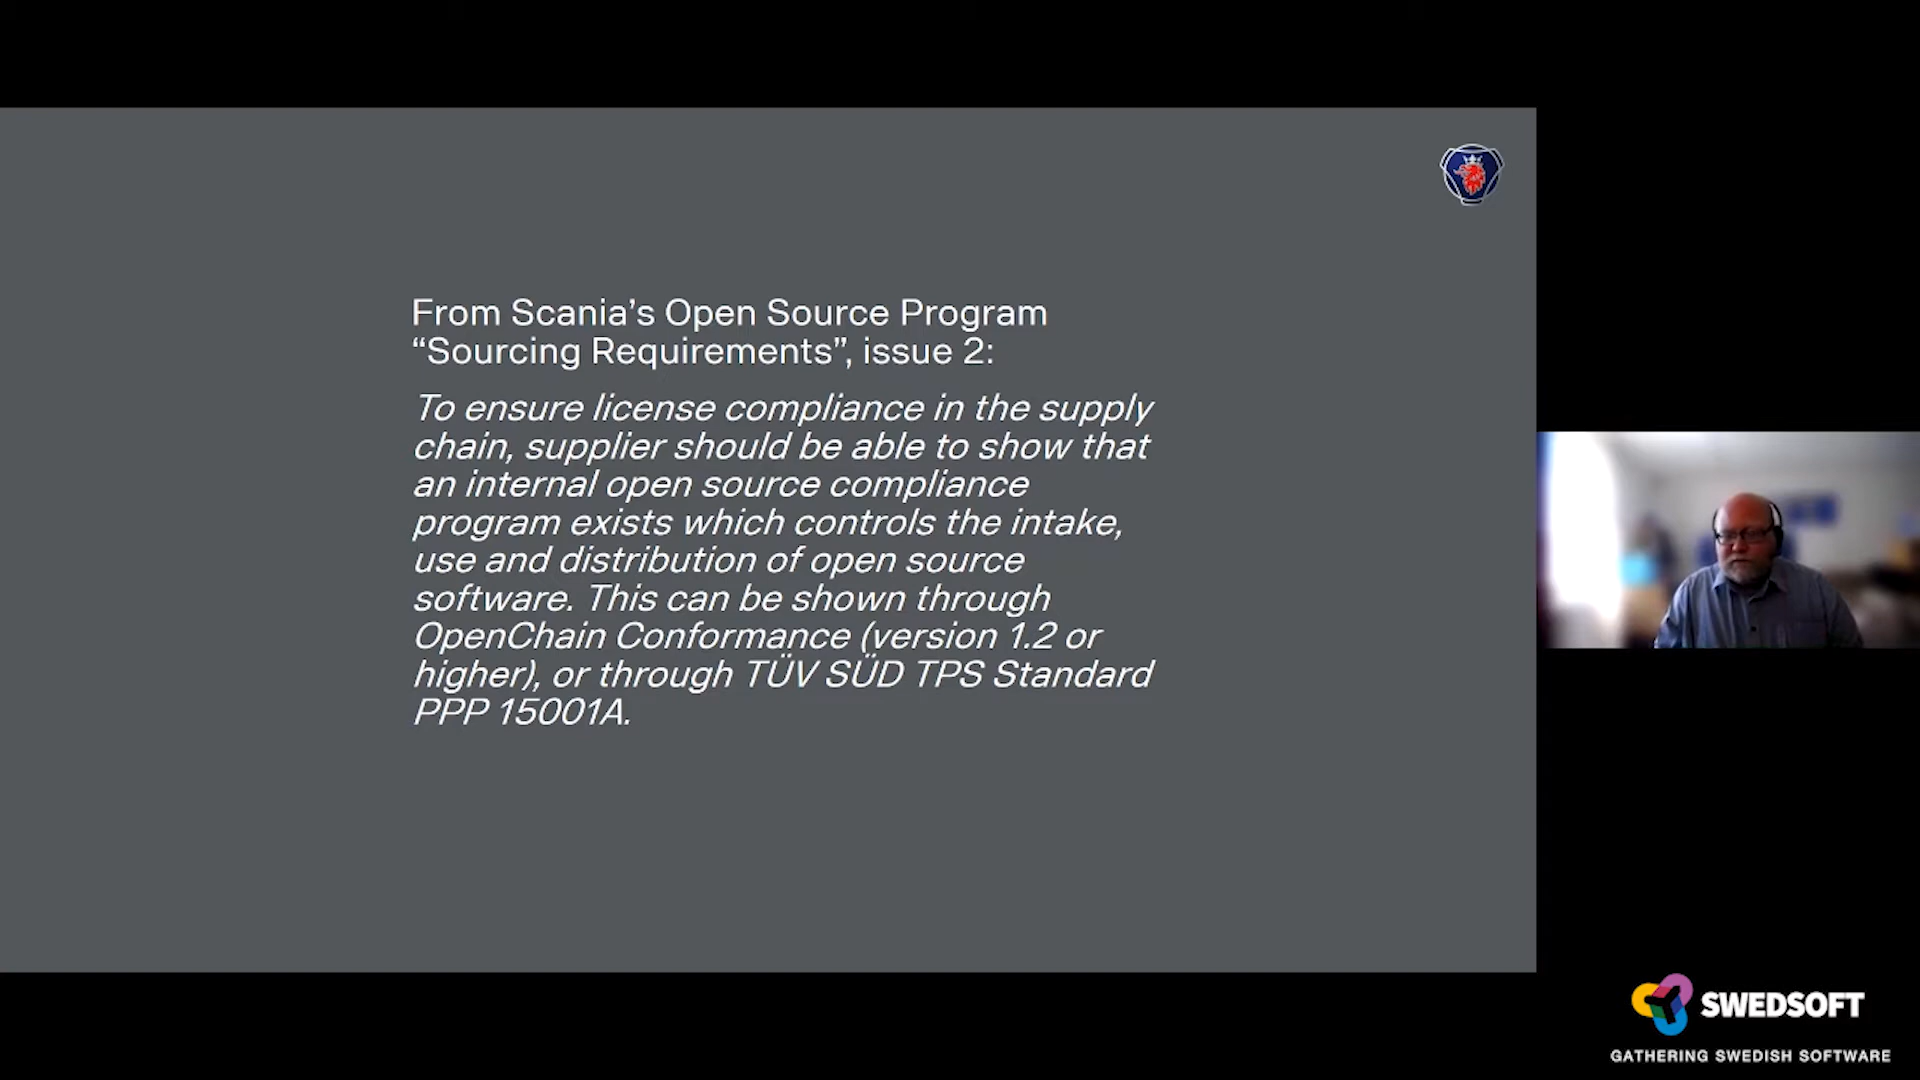 From Scania’s Open Source Program
“Sourcing Requirements”, issue 2:
To ensure license compliance in the supply
chain, supplier should be able to show that
an internal open source compliance
program exists which controls the intake,
use and distribution of open source
software. This can be shown through
OpenChain Conformance (version 1.2 or
higher), or through TÜV SÜD TPS Standard
PPP 15001A.
SWEDSOFT
GATHERING SWEDISH SOFTWARE